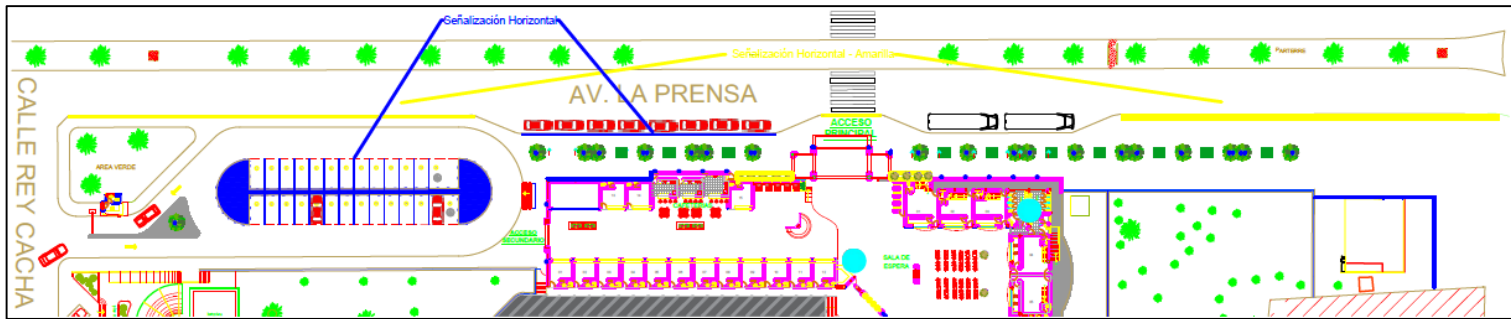 Señalización Horizontal
Señalización Horizontal - Amarilla
PARTERRE
CALLE REY CACHA
AV. LA PRENSA
ACCESO
PRINCIPAL
AREA VERDE
ACCESO
SECUNDARIO
SALA DE
ESPERA